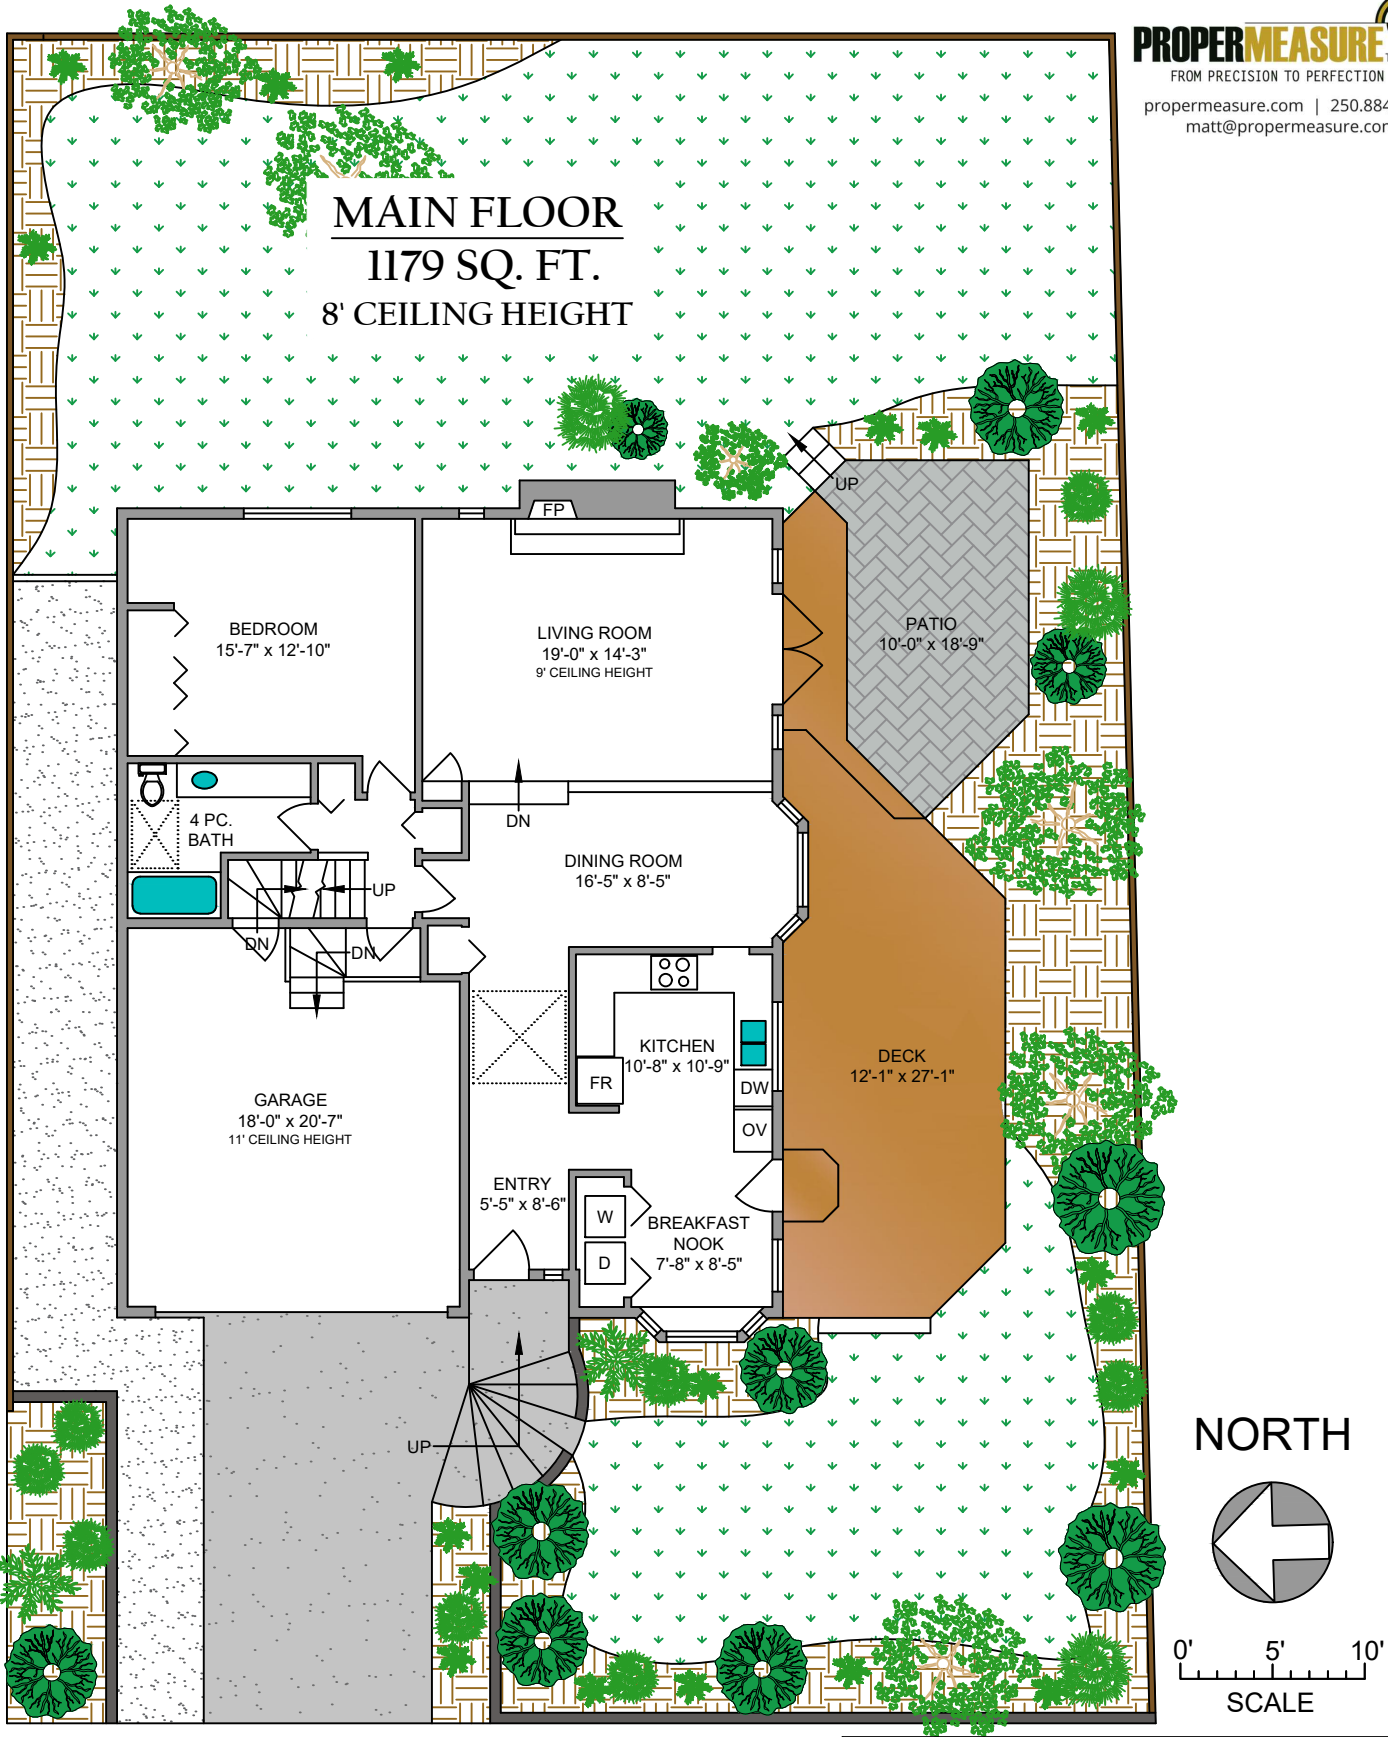 PROPERMEASURE
FROM PRECISION TO PERFECTION
propermeasure.com | 250.884
matt@propermeasure.com
MAIN FLOOR
1179 SQ. FT.
8' CEILING HEIGHT
UP
FP
BEDROOM
15'-7" x 12'-10"
LIVING ROOM
19'-0" x 14'-3"
9' CEILING HEIGHT
PATIO
10'-0" x 18'-9"
4 PC.
BATH
DN
DINING ROOM
16'-5" x 8'-5"
UP
DN
DN
KITCHEN
10'-8" x 10'-9"
FR
DW
OV
DECK
12'-1" x 27'-1"
GARAGE
18'-0" x 20'-7"
11' CEILING HEIGHT
ENTRY
5'-5" x 8'-6"
W
D
BREAKFAST
NOOK
7'-8" x 8'-5"
UP
NORTH
0' 5' 10'
SCALE